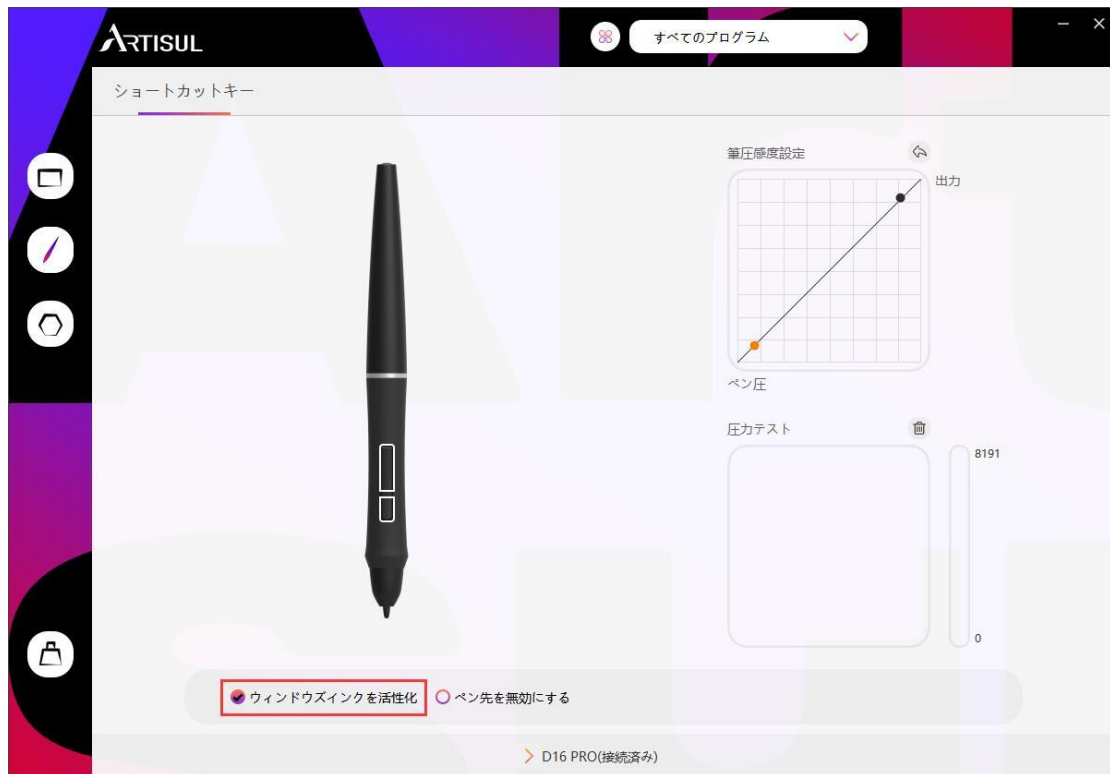 ARTISUL
すべてのプログラム
ショートカットキー
筆圧感度設定
出力
ペン圧
圧力テスト
8191
0
ウィンドウズインクを活性化
ペン先を無効にする
D16 PRO(接続済み)